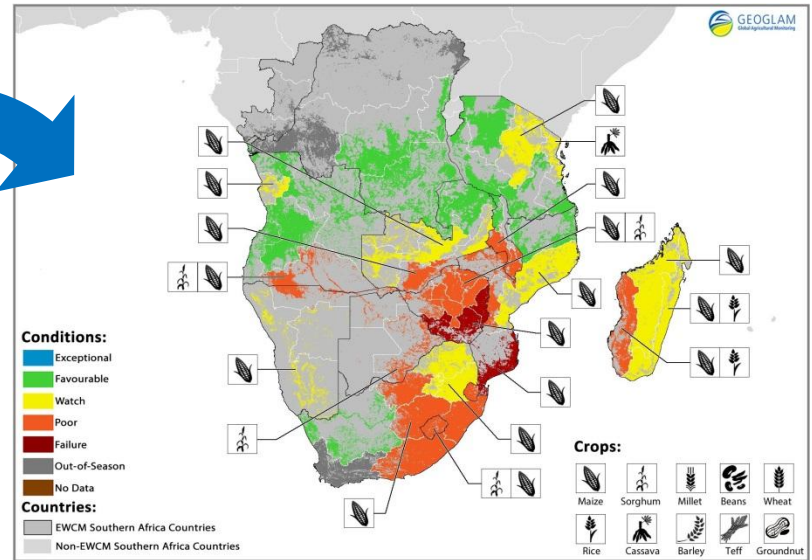 GEOGLAM
Global Agricultural Monitoring
Conditions:
Exceptional
Favourable
Watch
Poor
Failure
Out-of-Season
No Data
Countries:
EWCM Southern Africa Countries
Non-EWCM Southern Africa Countries
Crops:
Maize Sorghum Millet Beans Wheat
Rice Cassava Barley Teff Groundnut